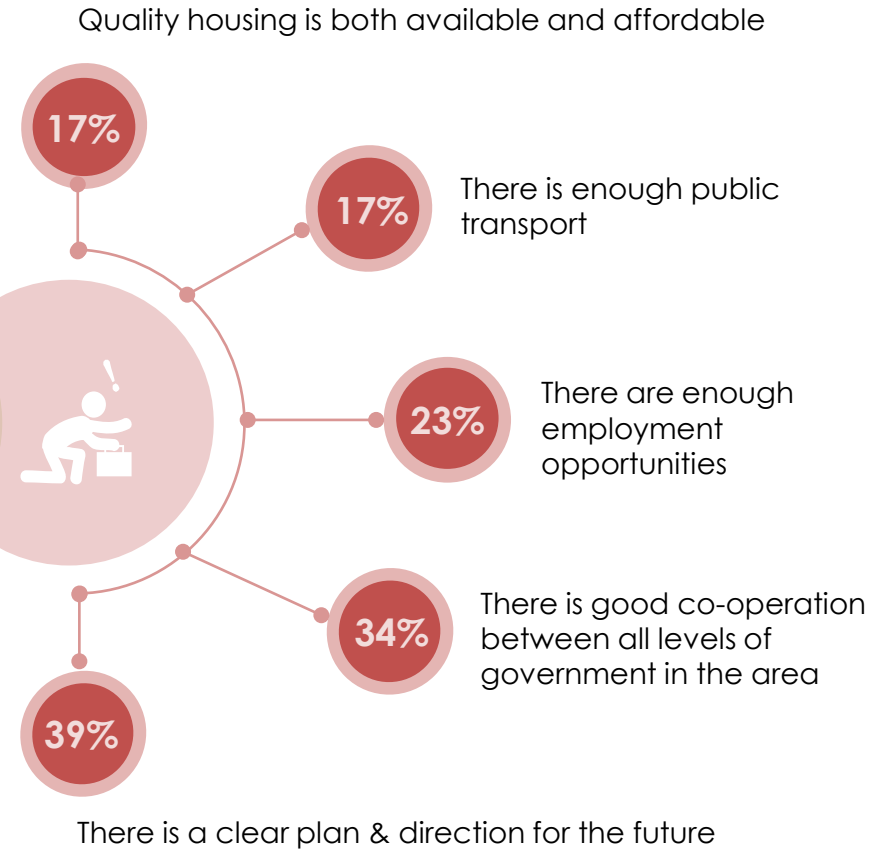 Quality housing is both available and affordable
17%
17%
There is enough public
transport
23%
There are enough
employment
opportunities
34%
There is good co-operation
between all levels of
government in the area
39%
There is a clear plan & direction for the future